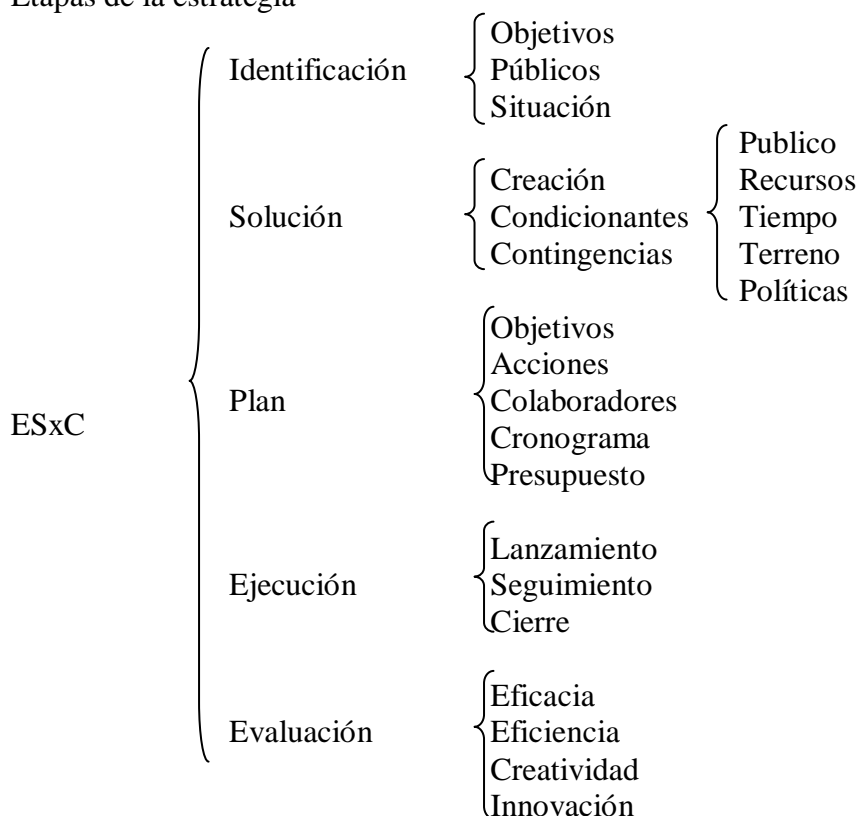 Etapas de la estrategia
ESxC
Identificación
Objetivos
Públicos
Situación
Solución
Creación
Condicionantes
Contingencias
Publico
Recursos
Tiempo
Terreno
Políticas
Plan
Objetivos
Acciones
Colaboradores
Cronograma
Presupuesto
Ejecución
Lanzamiento
Seguimiento
Cierre
Evaluación
Eficacia
Eficiencia
Creatividad
Innovación